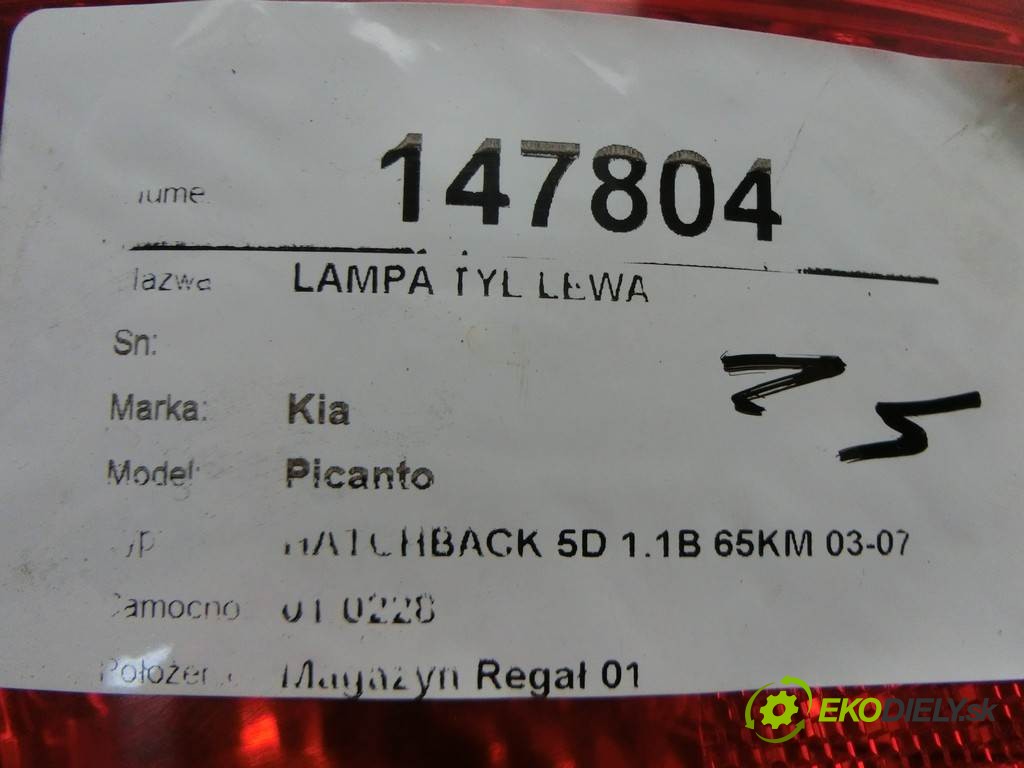 147804
LAMPA TYL LEWA
Sn:
Marka: Kia
Model: Picanto
HATCHBACK 5D 1.1B 65KM 03-07
01 0228
Magazyn Regał 01
EKODIELY.sk